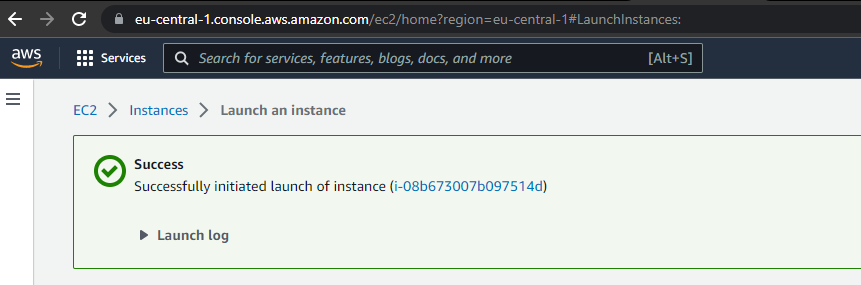 eu-central-1.console.aws.amazon.com/ec2/home?region=eu-central-1#LaunchInstances:
aws Services Search for services, features, blogs, docs, and more [Alt+S]
EC2 > Instances > Launch an instance
Success
Successfully initiated launch of instance (i-08b673007b097514d)
Launch log